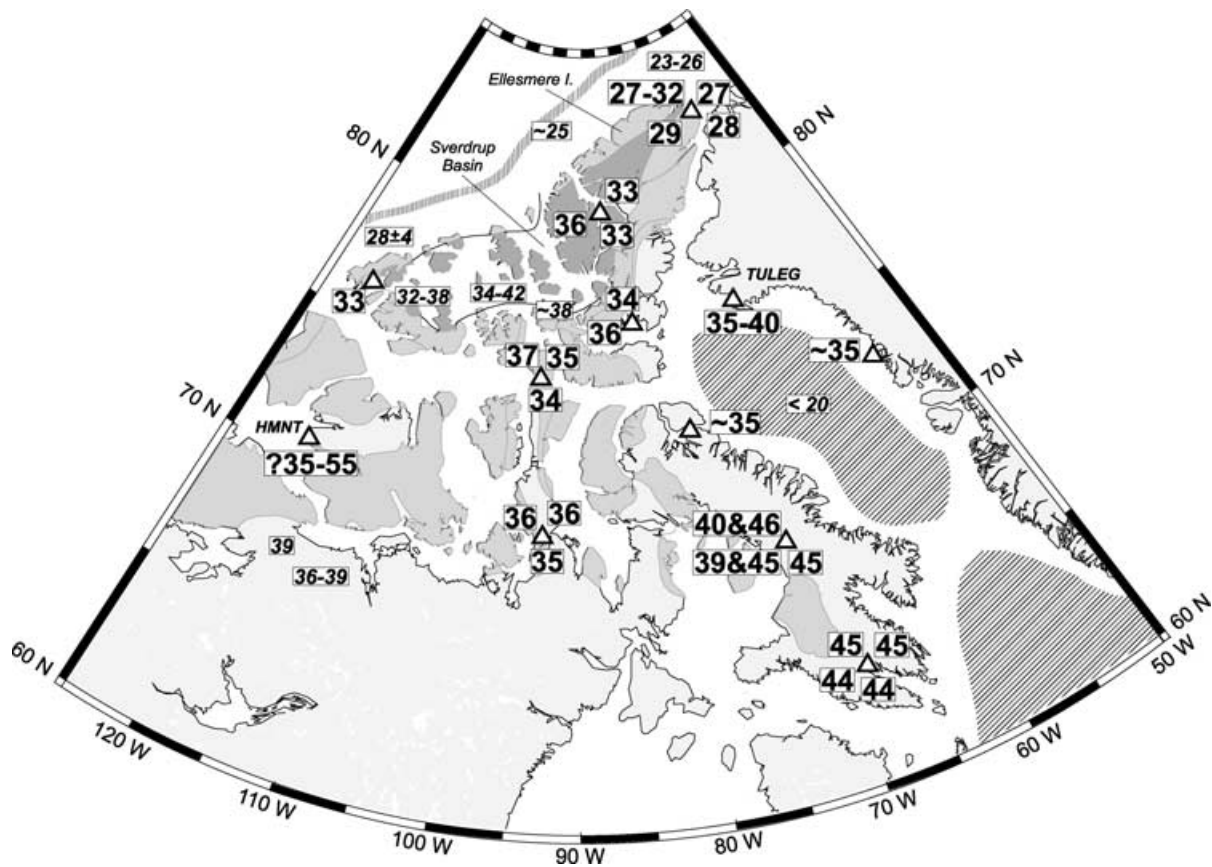 23-26
Ellesmere I.
27-32
27
80 N
~25
29
28
80 N
Sverdrup
Basin
33
36
33
28±4
TULEG
33
32-38
34-42
~38
34
35-40
36
~35
37
35
70 N
34
< 20
70 N
HMNT
~35
?35-55
36
36
40&46
39
35
39&45
45
36-39
60 N
45
45
50 W
60 N
44
44
120 W
60 W
110 W
70 W
100 W
80 W
90 W